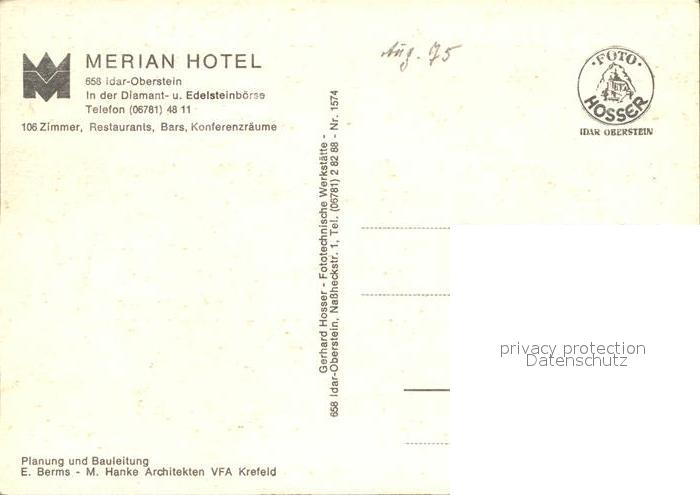 MERIAN HOTEL
658 Idar-Oberstein
In der Diamant- u. Edelsteinbörse
Telefon (06781) 48 11
106 Zimmer, Restaurants, Bars, Konferenzräume
Aug. 75
FOTO
HOSSER
IDAR OBERSTEIN
Gerhard Hosser - Fototechnische Werkstätte -
658 Idar-Oberstein, Naßheckstr. 1, Tel. (06781) 2 82 88 - Nr. 1574
privacy protection
Datenschutz
Planung und Bauleitung
E. Berms - M. Hanke Architekten VFA Krefeld